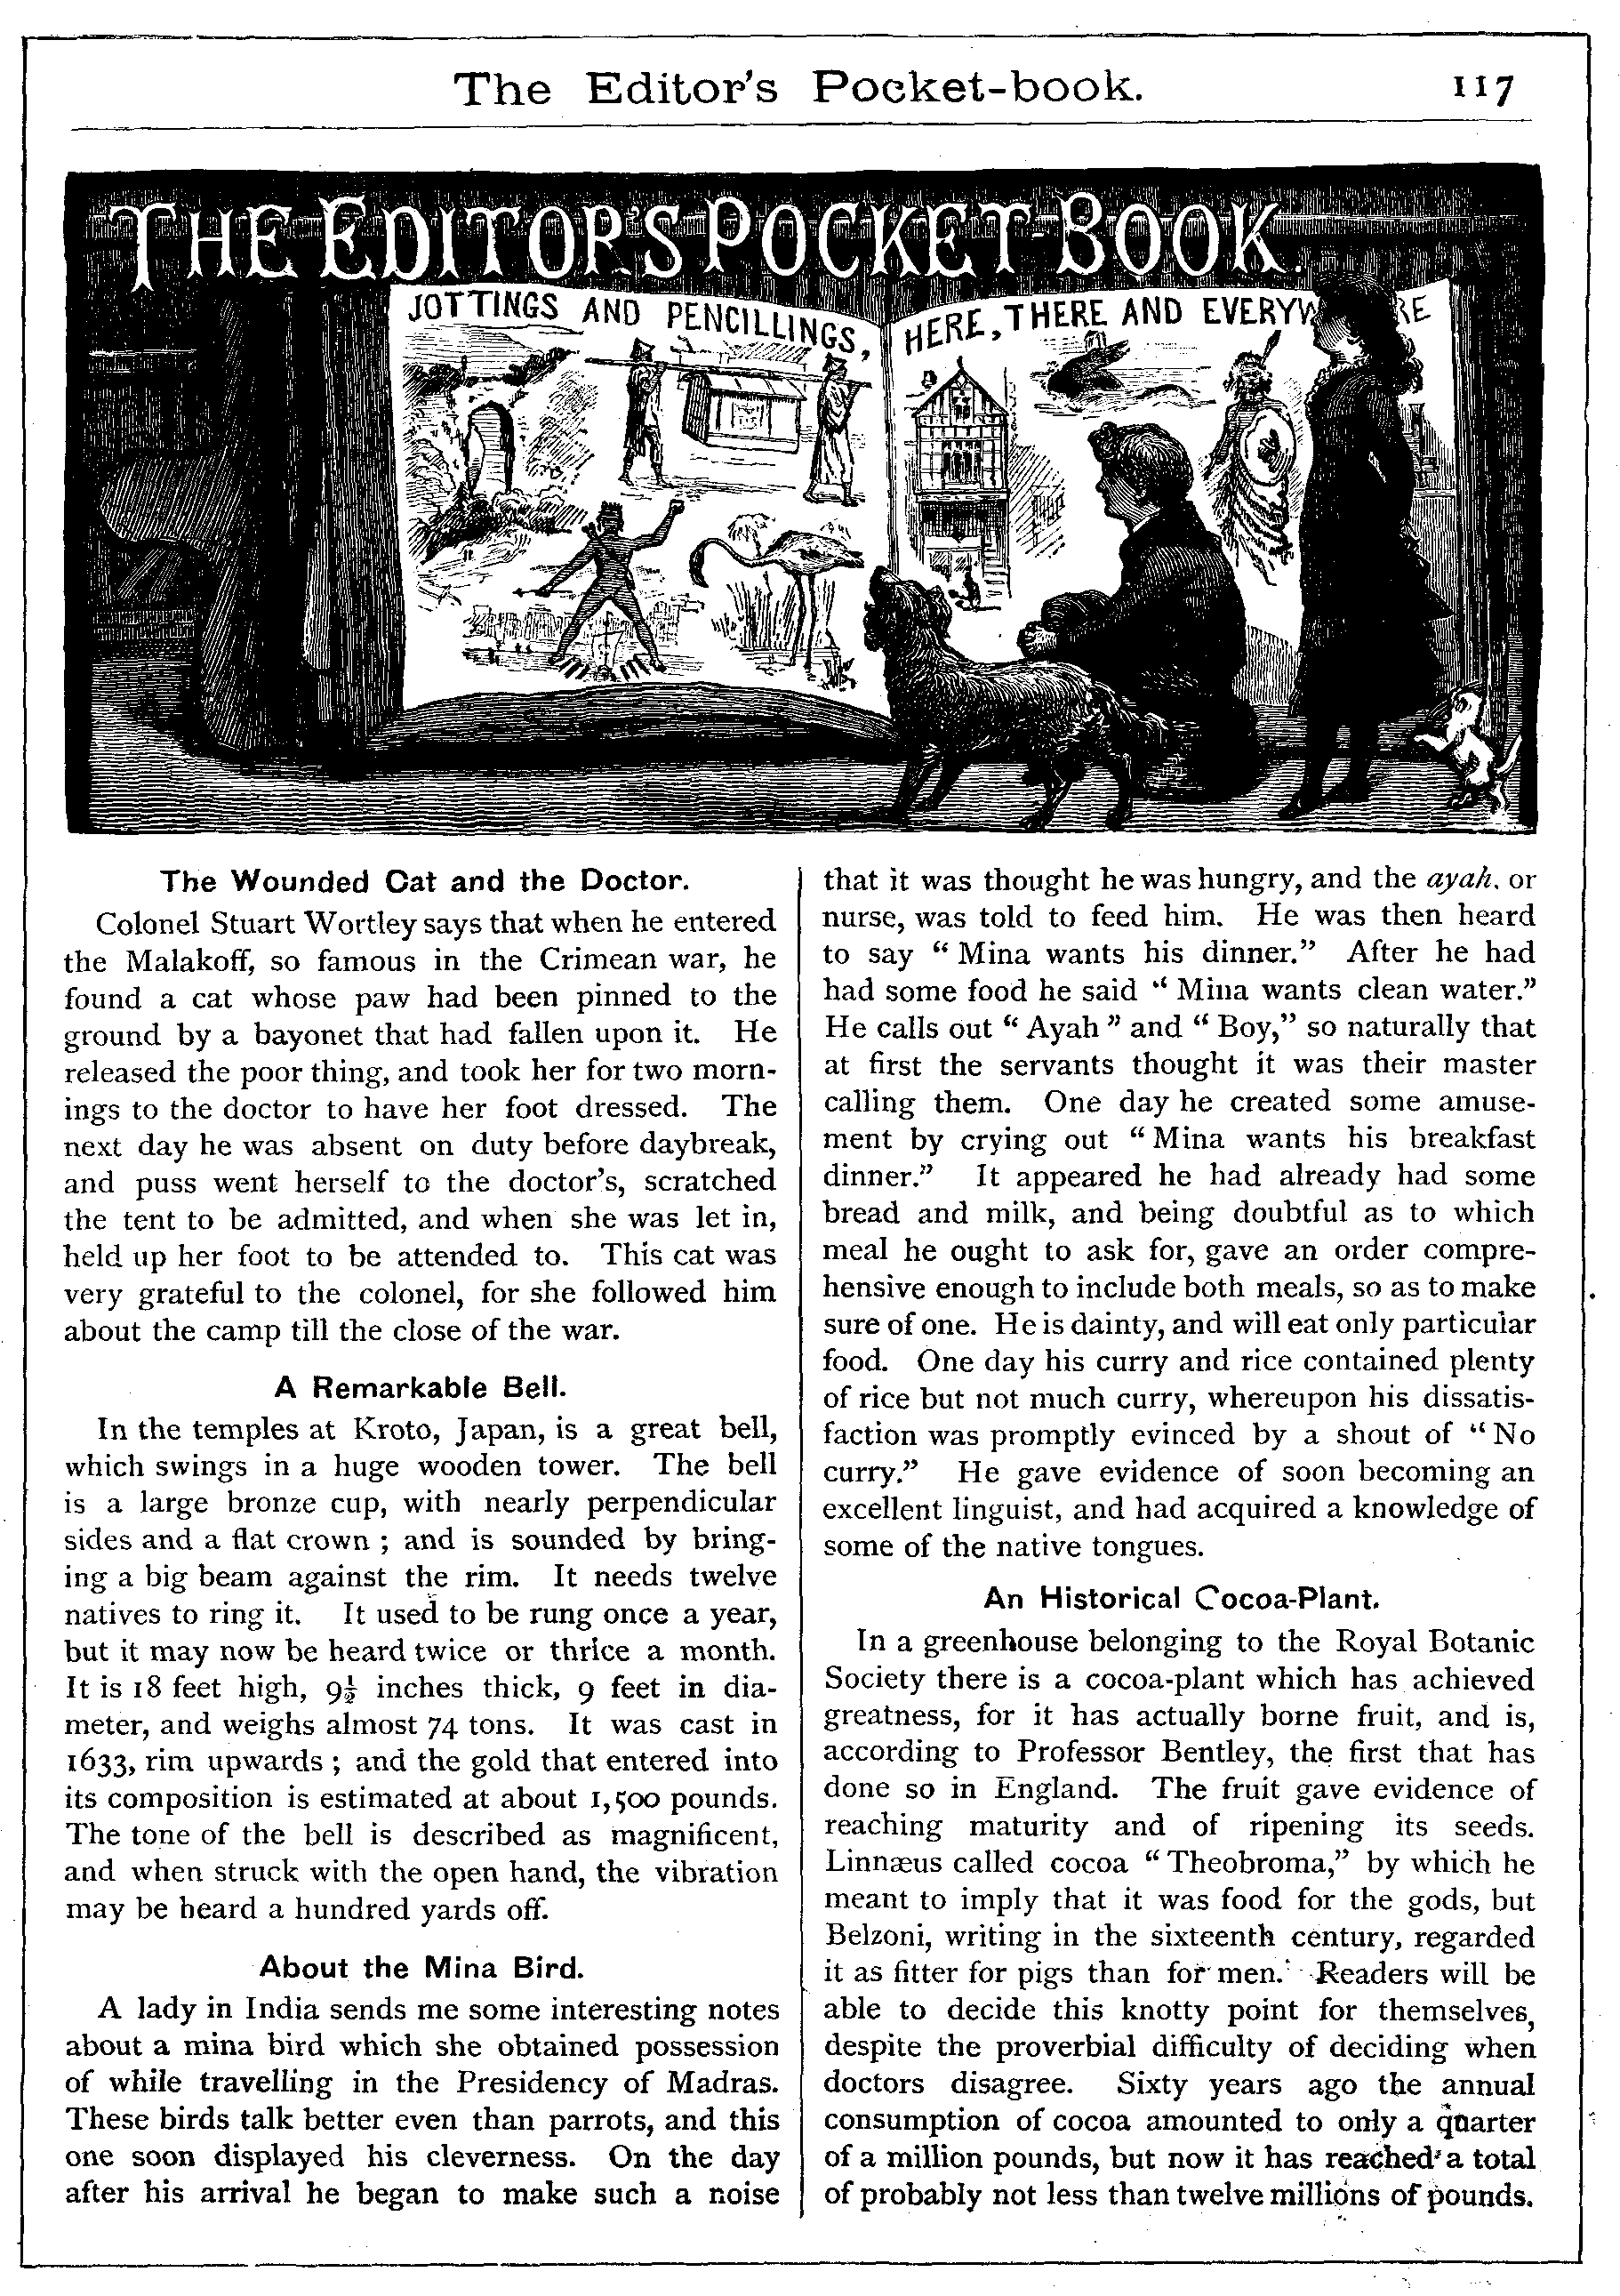 The Editor's Pocket-book. 117
THE EDITOR'S POCKET-BOOK.
JOTTINGS AND PENCILLINGS, HERE, THERE AND EVERYW RE
The Wounded Cat and the Doctor.
Colonel Stuart Wortley says that when he entered
the Malakoff, so famous in the Crimean war, he
found a cat whose paw had been pinned to the
ground by a bayonet that had fallen upon it. He
released the poor thing, and took her for two morn-
ings to the doctor to have her foot dressed. The
next day he was absent on duty before daybreak,
and puss went herself to the doctor's, scratched
the tent to be admitted, and when she was let in,
held up her foot to be attended to. This cat was
very grateful to the colonel, for she followed him
about the camp till the close of the war.
A Remarkable Bell.
In the temples at Kroto, Japan, is a great bell,
which swings in a huge wooden tower. The bell
is a large bronze cup, with nearly perpendicular
sides and a flat crown ; and is sounded by bring-
ing a big beam against the rim. It needs twelve
natives to ring it. It used to be rung once a year,
but it may now be heard twice or thrice a month.
It is 18 feet high, 9½ inches thick, 9 feet in dia-
meter, and weighs almost 74 tons. It was cast in
1633, rim upwards ; and the gold that entered into
its composition is estimated at about 1,500 pounds.
The tone of the bell is described as magnificent,
and when struck with the open hand, the vibration
may be heard a hundred yards off.
About the Mina Bird.
A lady in India sends me some interesting notes
about a mina bird which she obtained possession
of while travelling in the Presidency of Madras.
These birds talk better even than parrots, and this
one soon displayed his cleverness. On the day
after his arrival he began to make such a noise
that it was thought he was hungry, and the ayah, or
nurse, was told to feed him. He was then heard
to say “ Mina wants his dinner.” After he had
had some food he said “ Mina wants clean water.”
He calls out “ Ayah ” and “ Boy,” so naturally that
at first the servants thought it was their master
calling them. One day he created some amuse-
ment by crying out “ Mina wants his breakfast
dinner.” It appeared he had already had some
bread and milk, and being doubtful as to which
meal he ought to ask for, gave an order compre-
hensive enough to include both meals, so as to make
sure of one. He is dainty, and will eat only particular
food. One day his curry and rice contained plenty
of rice but not much curry, whereupon his dissatis-
faction was promptly evinced by a shout of “ No
curry.” He gave evidence of soon becoming an
excellent linguist, and had acquired a knowledge of
some of the native tongues.
An Historical Cocoa-Plant.
In a greenhouse belonging to the Royal Botanic
Society there is a cocoa-plant which has achieved
greatness, for it has actually borne fruit, and is,
according to Professor Bentley, the first that has
done so in England. The fruit gave evidence of
reaching maturity and of ripening its seeds.
Linnæus called cocoa “ Theobroma,” by which he
meant to imply that it was food for the gods, but
Belzoni, writing in the sixteenth century, regarded
it as fitter for pigs than for men. Readers will be
able to decide this knotty point for themselves,
despite the proverbial difficulty of deciding when
doctors disagree. Sixty years ago the annual
consumption of cocoa amounted to only a quarter
of a million pounds, but now it has reached a total
of probably not less than twelve millions of pounds.